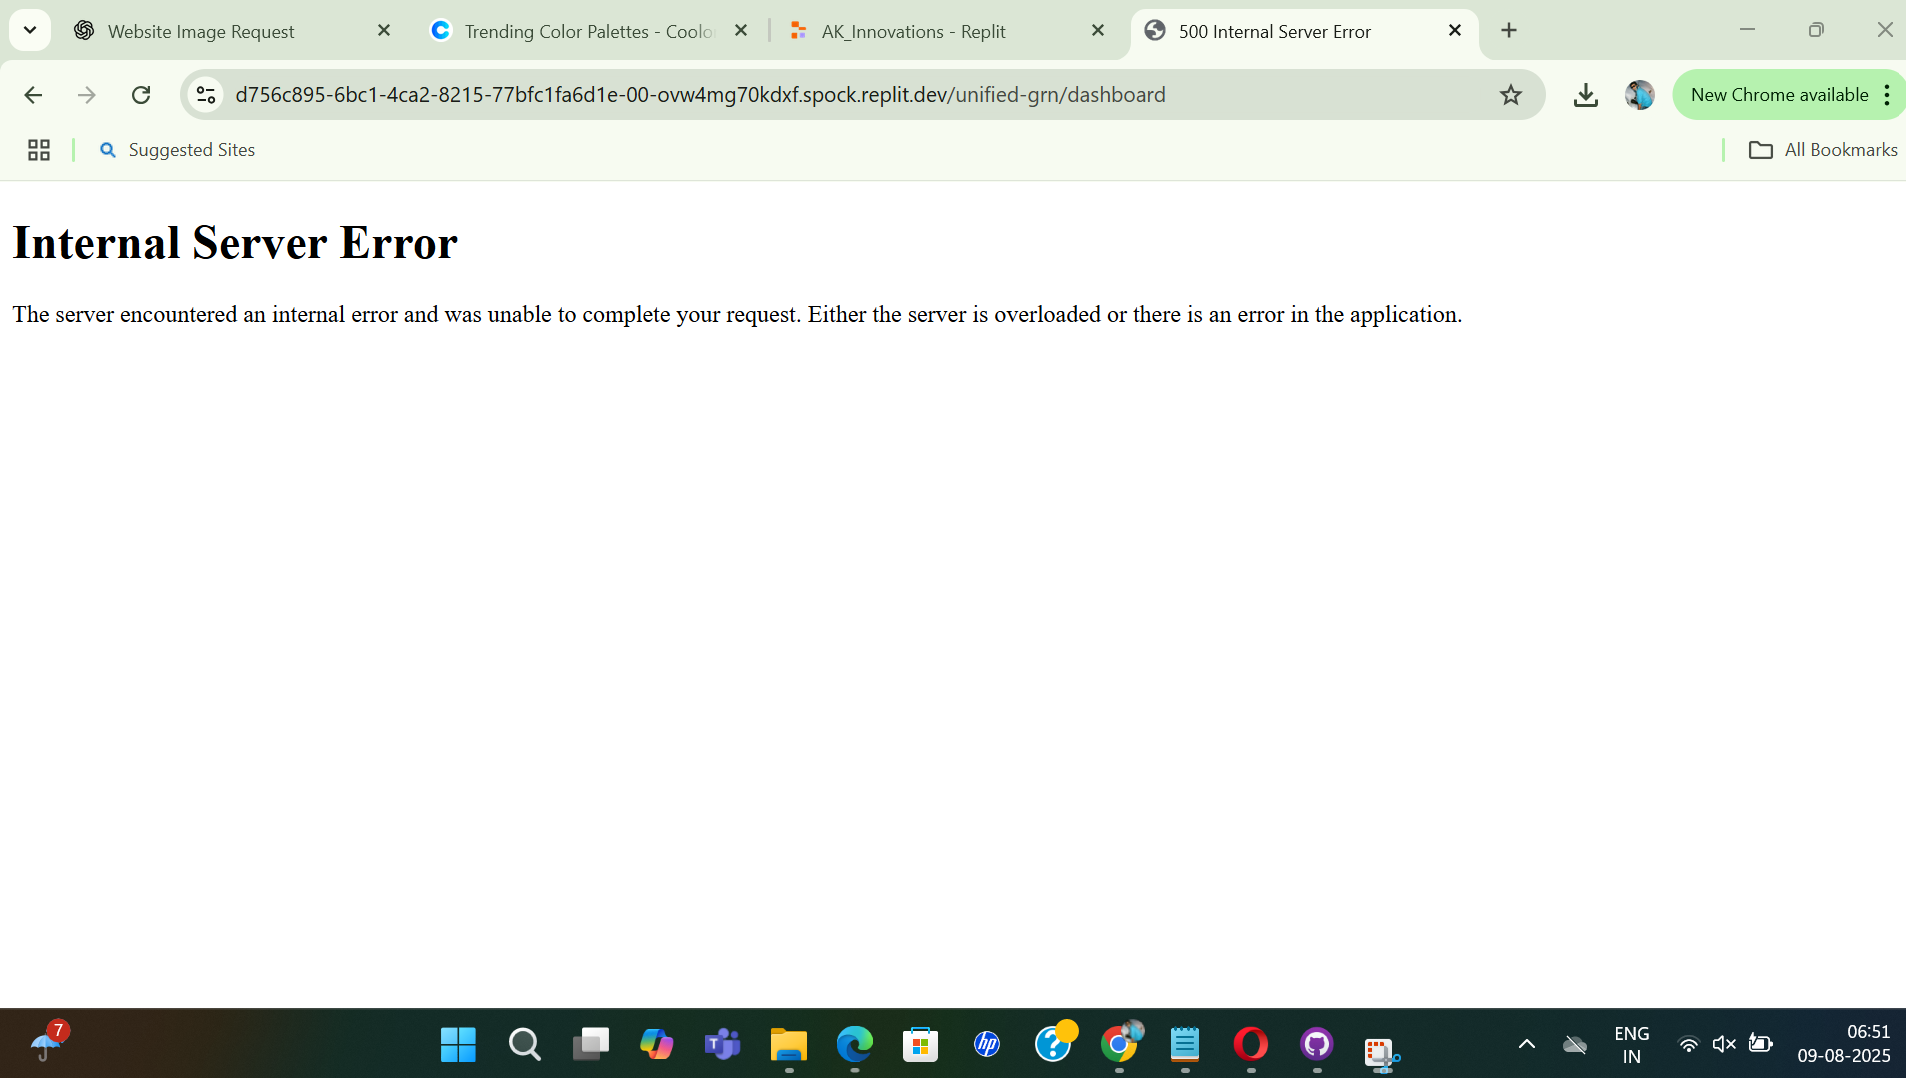 Website Image Request
Trending Color Palettes - Coolo
AK_Innovations - Replit
500 Internal Server Error
d756c895-6bc1-4ca2-8215-77bfc1fa6d1e-00-ovw4mg70kdxf.spock.replit.dev/unified-grn/dashboard
New Chrome available
Suggested Sites
All Bookmarks
Internal Server Error
The server encountered an internal error and was unable to complete your request. Either the server is overloaded or there is an error in the application.
7
T
hp
?
ENG
IN
06:51
09-08-2025